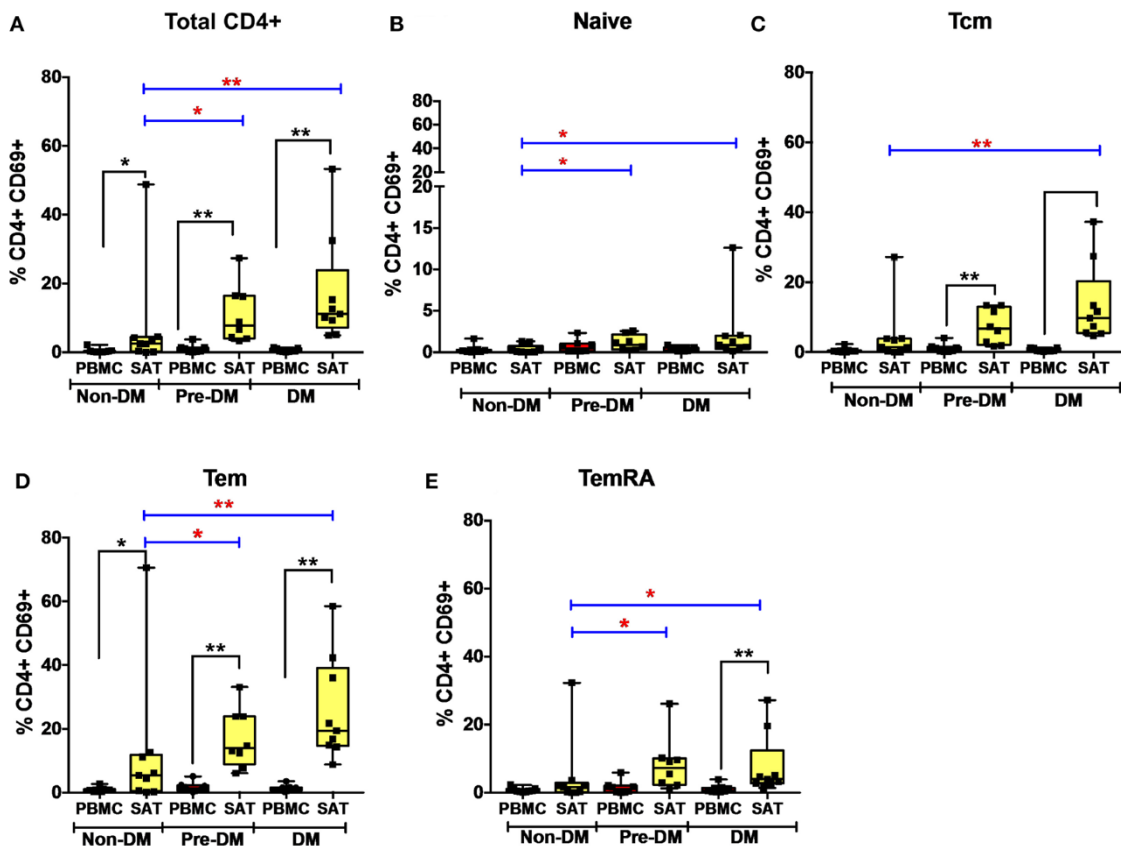 A Total CD4+
% CD4+ CD69+
80
60
40
20
0
*
**
**
*
**
PBMC SAT PBMC SAT PBMC SAT
Non-DM Pre-DM DM
B Naive
% CD4+ CD69+
80
60
40
20
20
15
10
5
0
*
*
PBMC SAT PBMC SAT PBMC SAT
Non-DM Pre-DM DM
C Tcm
% CD4+ CD69+
80
60
40
20
0
**
**
PBMC SAT PBMC SAT PBMC SAT
Non-DM Pre-DM DM
D Tem
% CD4+ CD69+
80
60
40
20
0
**
*
*
**
**
PBMC SAT PBMC SAT PBMC SAT
Non-DM Pre-DM DM
E TemRA
% CD4+ CD69+
80
60
40
20
0
*
*
**
PBMC SAT PBMC SAT PBMC SAT
Non-DM Pre-DM DM